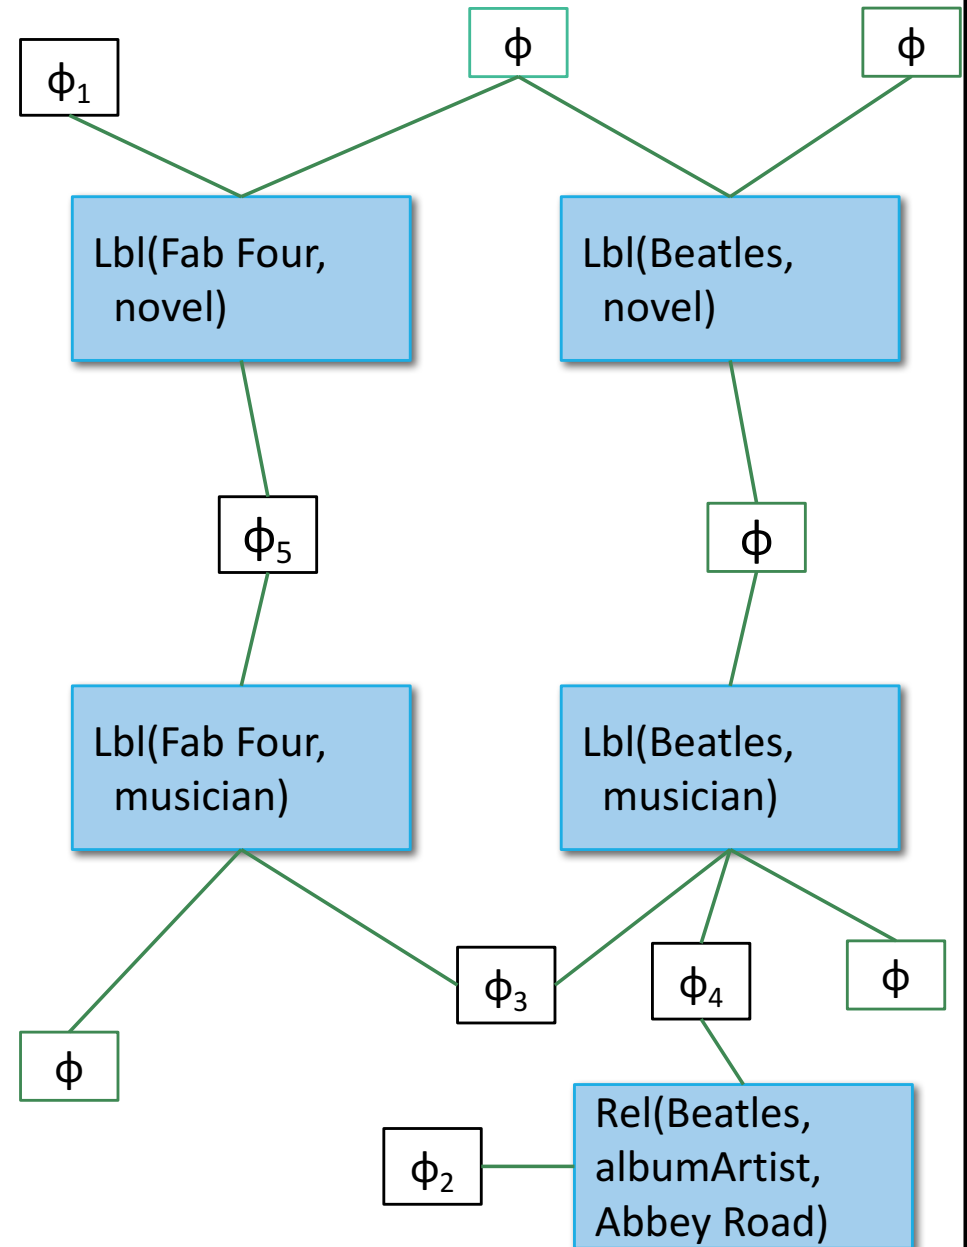 ϕ₁
ϕ
ϕ
Lbl(Fab Four,
novel)
Lbl(Beatles,
novel)
ϕ₅
ϕ
Lbl(Fab Four,
musician)
Lbl(Beatles,
musician)
ϕ₃
ϕ₄
ϕ
ϕ
ϕ₂
Rel(Beatles,
albumArtist,
Abbey Road)